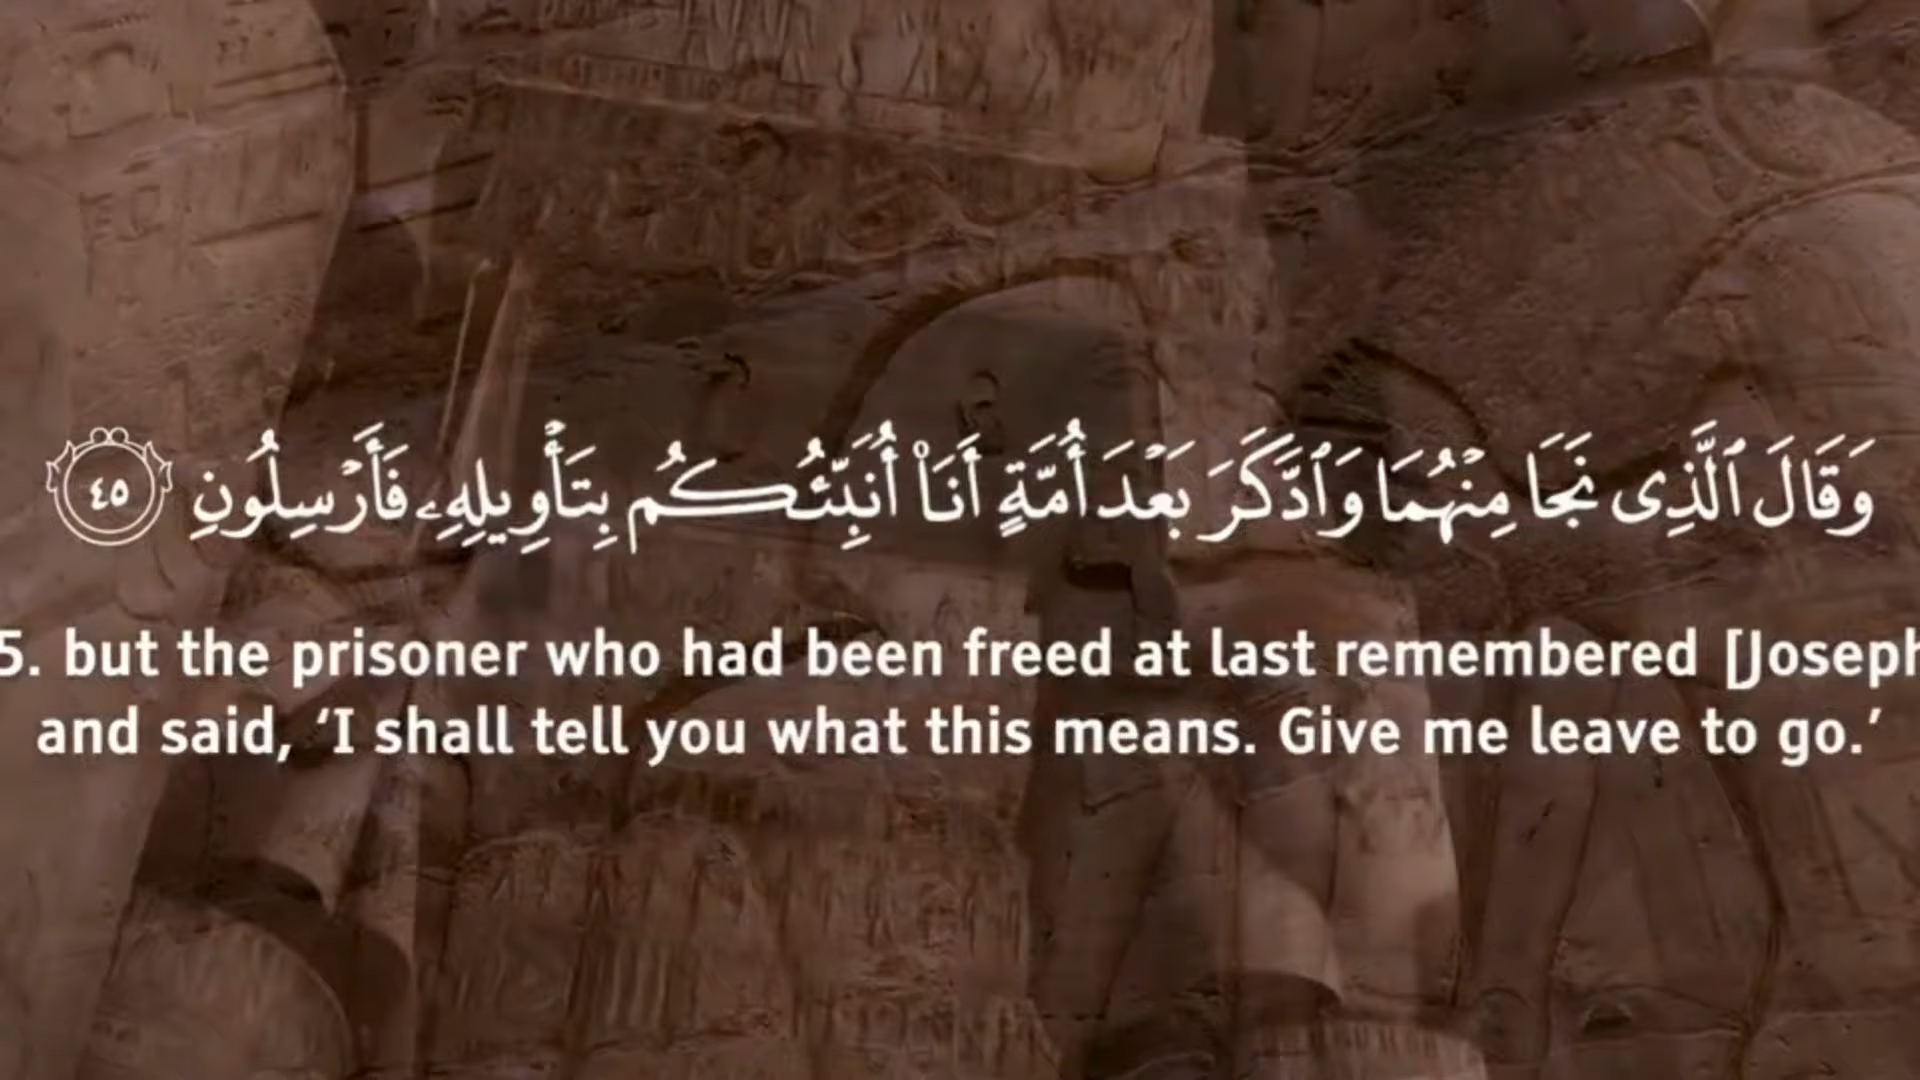 وَقَالَ ٱلَّذِى نَجَا مِنْهُمَا وَٱدَّكَرَ بَعْدَ أُمَّةٍ أَنَا۠ أُنَبِّئُكُم بِتَأْوِيلِهِۦ فَأَرْسِلُونِ ٤٥
5. but the prisoner who had been freed at last remembered [Joseph
and said, ‘I shall tell you what this means. Give me leave to go.’